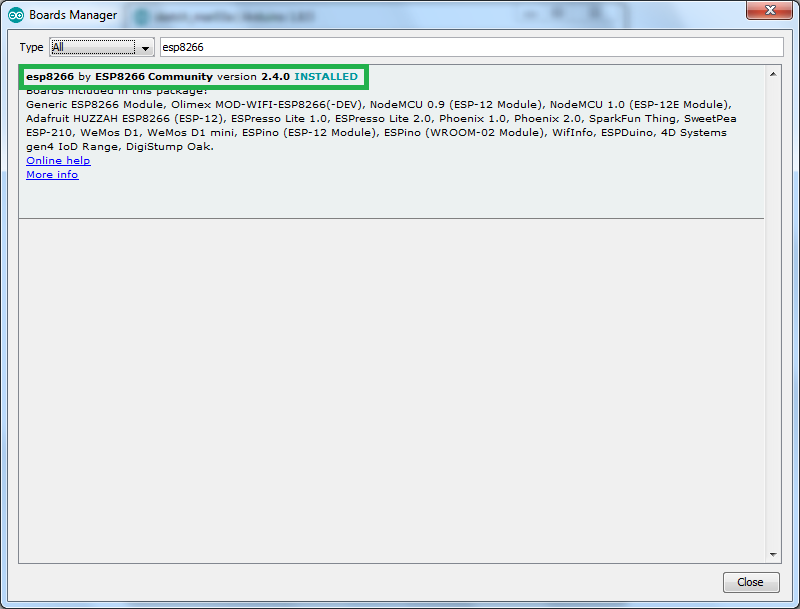 Boards Manager
Type All esp8266
esp8266 by ESP8266 Community version 2.4.0 INSTALLED
Boards included in this package:
Generic ESP8266 Module, Olimex MOD-WIFI-ESP8266(-DEV), NodeMCU 0.9 (ESP-12 Module), NodeMCU 1.0 (ESP-12E Module),
Adafruit HUZZAH ESP8266 (ESP-12), ESPresso Lite 1.0, ESPresso Lite 2.0, Phoenix 1.0, Phoenix 2.0, SparkFun Thing, SweetPea
ESP-210, WeMos D1, WeMos D1 mini, ESPino (ESP-12 Module), ESPino (WROOM-02 Module), WifInfo, ESPDuino, 4D Systems
gen4 IoD Range, DigiStump Oak.
Online help
More info
Close